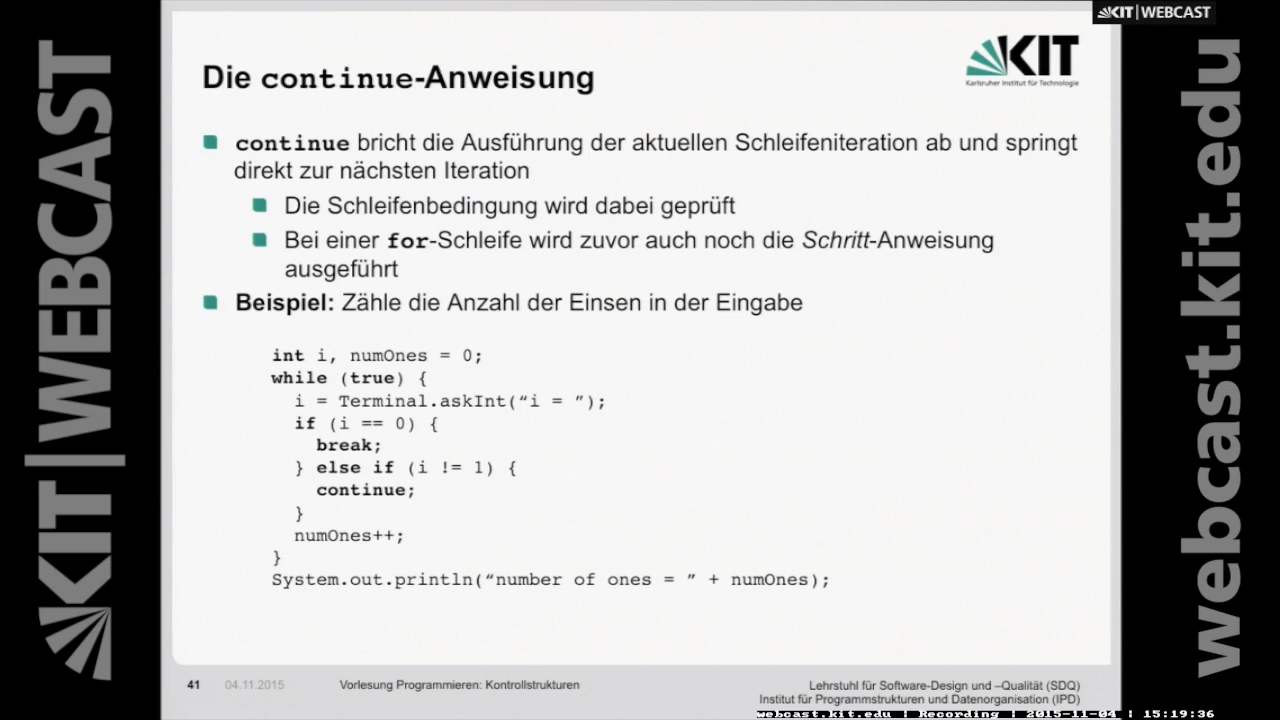 KIT|WEBCAST
KIT|WEBCAST
webcast.kit.edu
KIT
Karlsruher Institut für Technologie
Die continue-Anweisung
continue bricht die Ausführung der aktuellen Schleifeniteration ab und springt
direkt zur nächsten Iteration
Die Schleifenbedingung wird dabei geprüft
Bei einer for-Schleife wird zuvor auch noch die Schritt-Anweisung
ausgeführt
Beispiel: Zähle die Anzahl der Einsen in der Eingabe
int i, numOnes = 0;
while (true) {
i = Terminal.askInt(“i = ”);
if (i == 0) {
break;
} else if (i != 1) {
continue;
}
numOnes++;
}
System.out.println(“number of ones = ” + numOnes);
41 04.11.2015 Vorlesung Programmieren: Kontrollstrukturen
Lehrstuhl für Software-Design und –Qualität (SDQ)
Institut für Programmstrukturen und Datenorganisation (IPD)
webcast.kit.edu | Recording | 2015-11-04 | 15:19:36